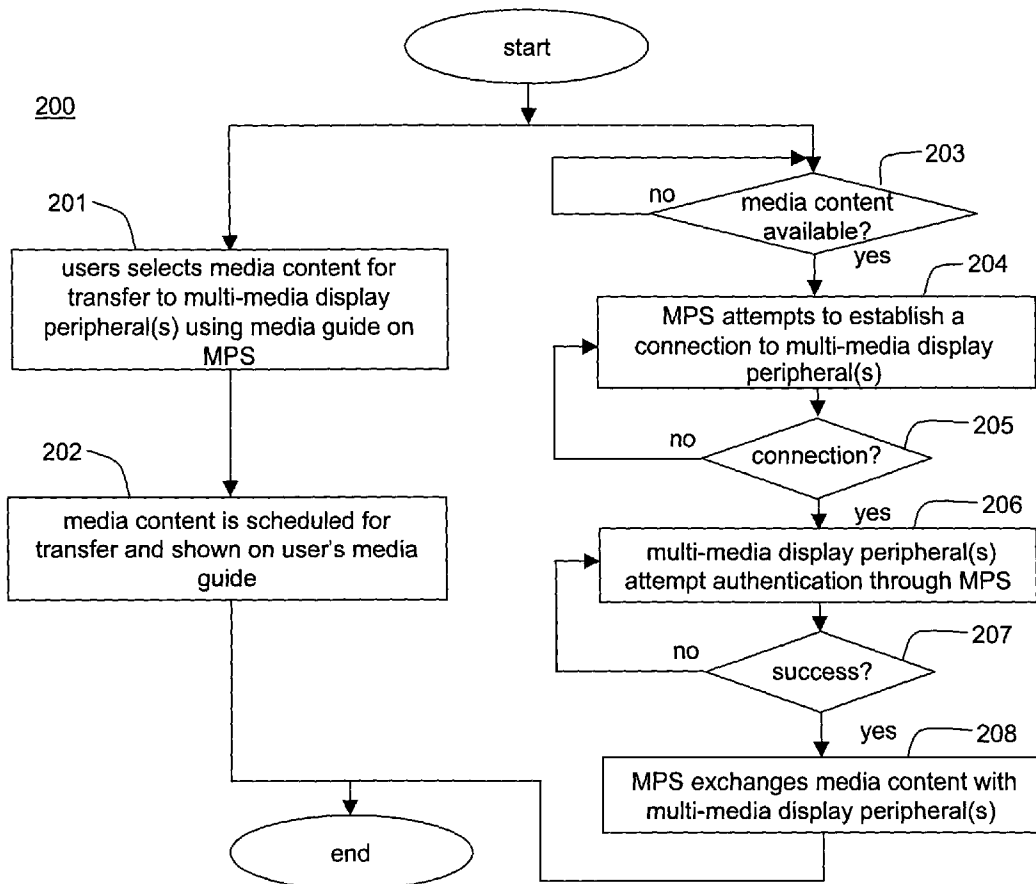 start
200
201
users selects media content for
transfer to multi-media display
peripheral(s) using media guide on
MPS
202
media content is scheduled for
transfer and shown on user's media
guide
203
no
media content
available?
yes
204
MPS attempts to establish a
connection to multi-media display
peripheral(s)
205
no
connection?
yes
206
multi-media display peripheral(s)
attempt authentication through MPS
207
no
success?
yes
208
MPS exchanges media content with
multi-media display peripheral(s)
end